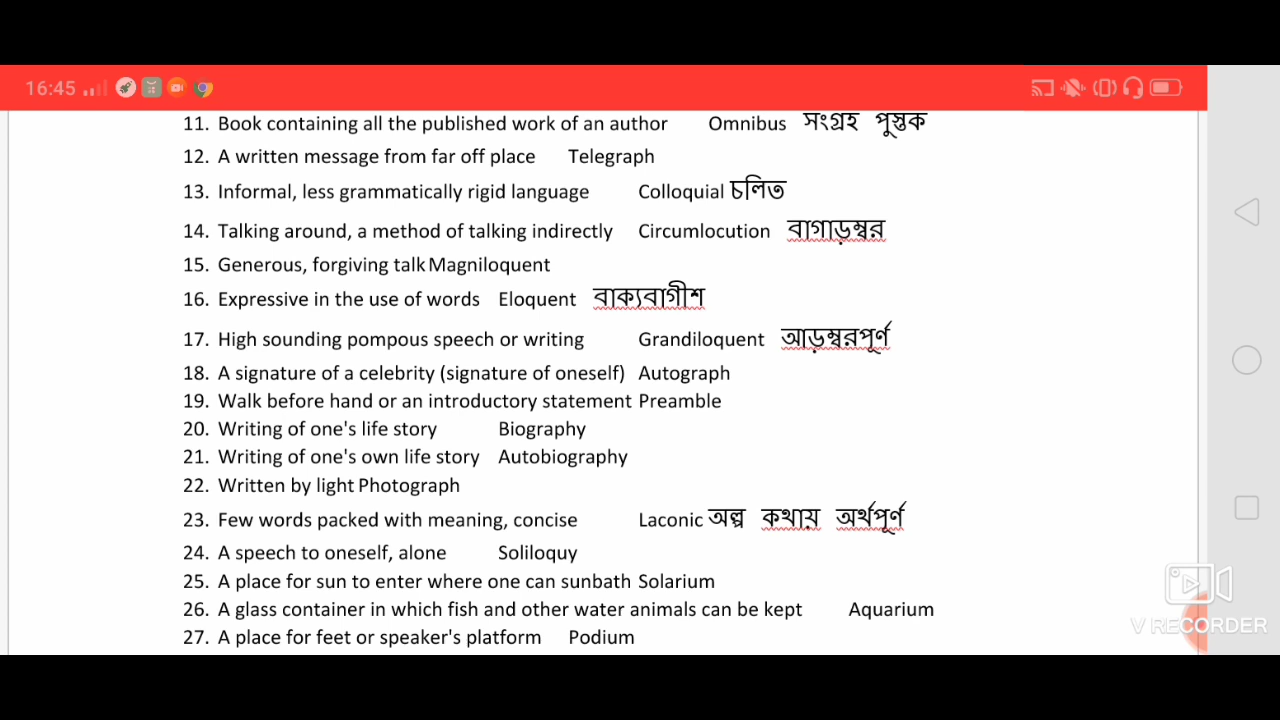 16:45
11. Book containing all the published work of an author Omnibus সংগ্রহ পুস্তক
12. A written message from far off place Telegraph
13. Informal, less grammatically rigid language Colloquial চলিত
14. Talking around, a method of talking indirectly Circumlocution বাগাড়ম্বর
15. Generous, forgiving talk Magniloquent
16. Expressive in the use of words Eloquent বাক্যবাগীশ
17. High sounding pompous speech or writing Grandiloquent আড়ম্বরপূর্ণ
18. A signature of a celebrity (signature of oneself) Autograph
19. Walk before hand or an introductory statement Preamble
20. Writing of one's life story Biography
21. Writing of one's own life story Autobiography
22. Written by light Photograph
23. Few words packed with meaning, concise Laconic অল্প কথায় অর্থপূর্ণ
24. A speech to oneself, alone Soliloquy
25. A place for sun to enter where one can sunbath Solarium
26. A glass container in which fish and other water animals can be kept Aquarium
27. A place for feet or speaker's platform Podium
V RECORDER